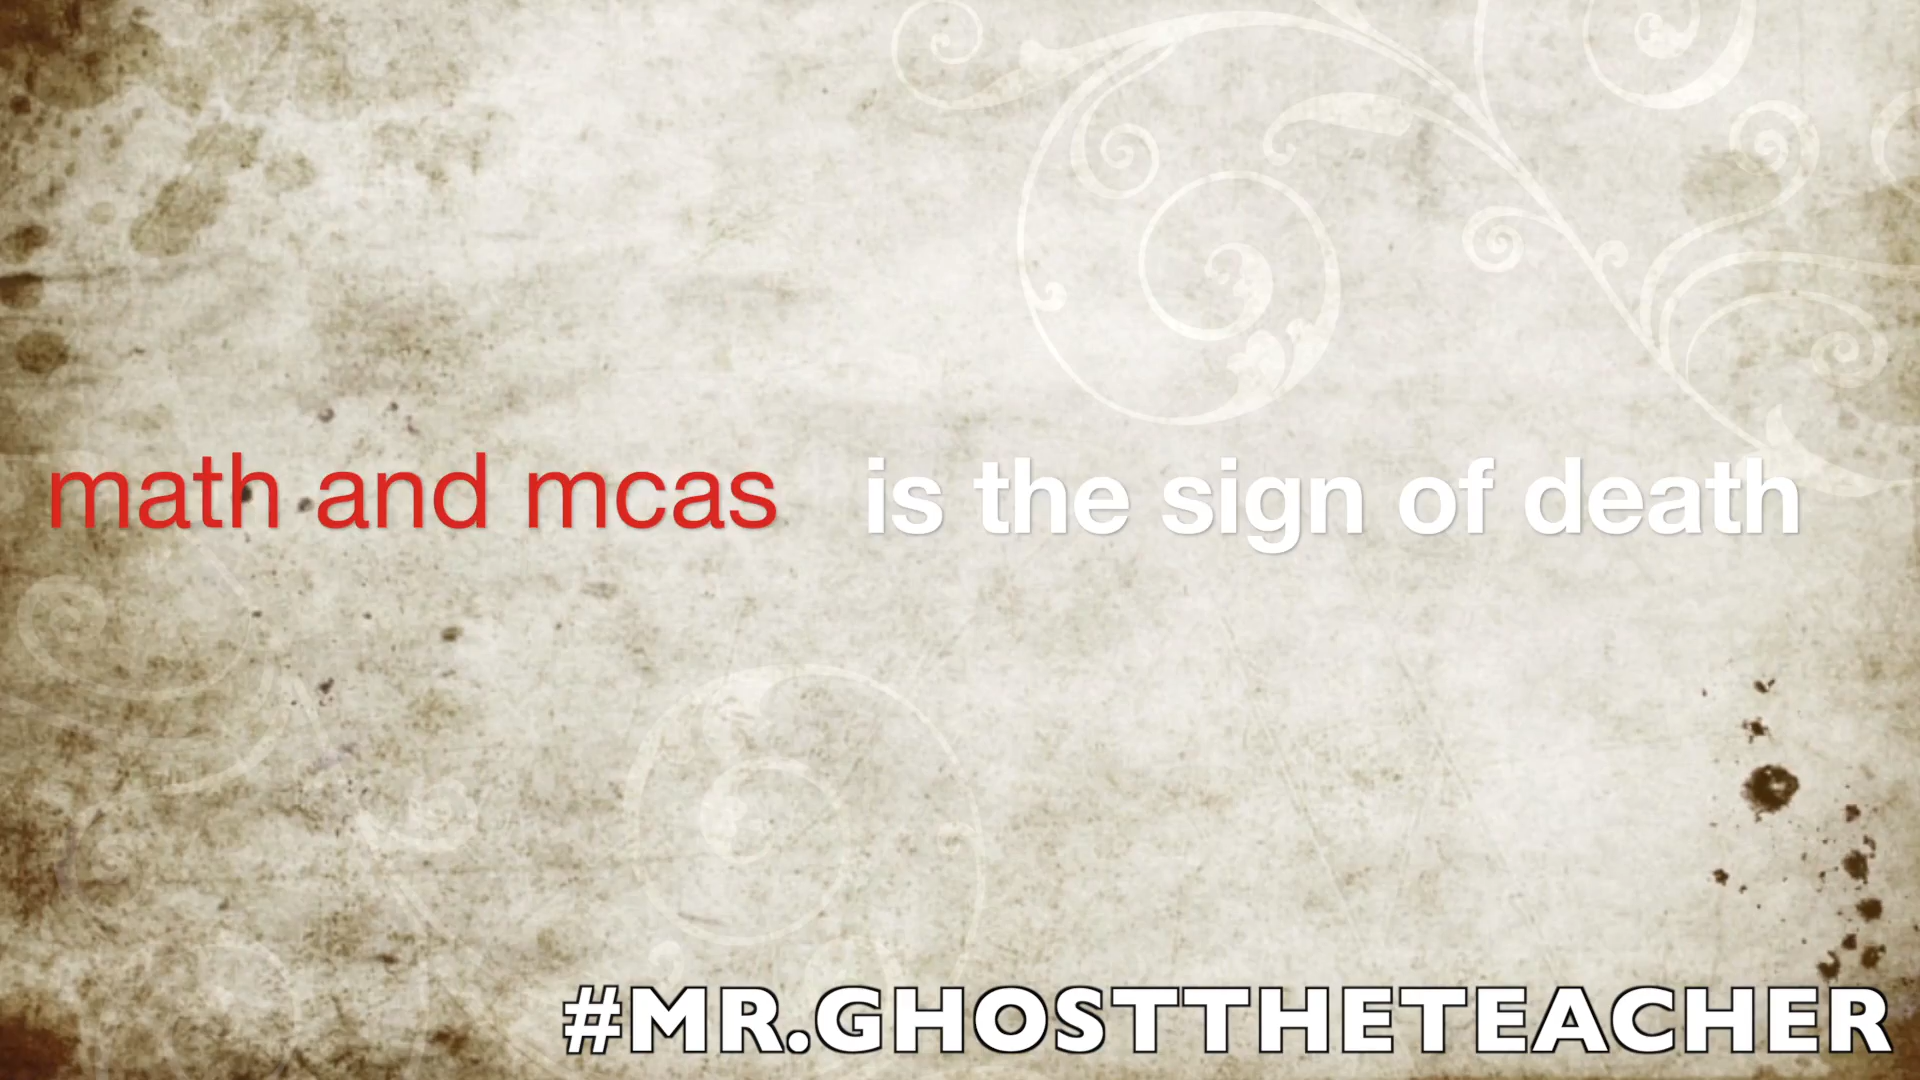 math and mcas is the sign of death
#MR.GHOSTTHETEACHER